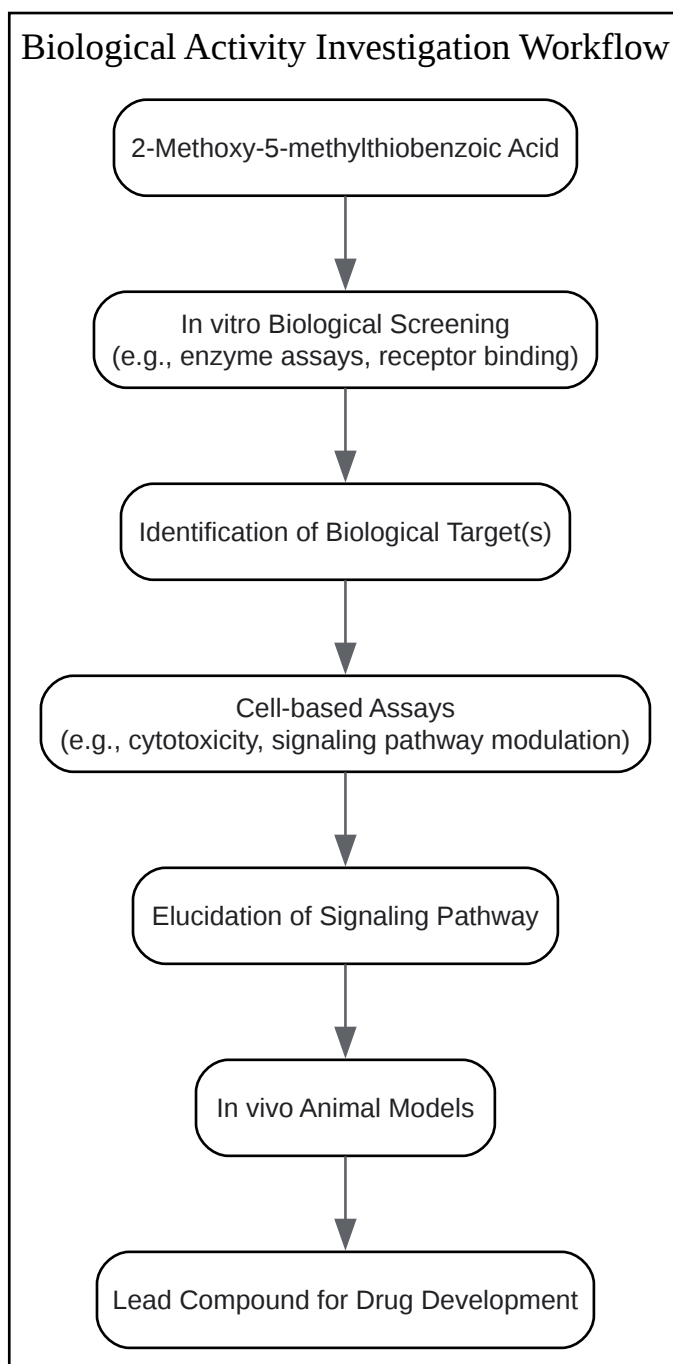 Biological Activity Investigation Workflow
2-Methoxy-5-methylthiobenzoic Acid
In vitro Biological Screening
(e.g., enzyme assays, receptor binding)
Identification of Biological Target(s)
Cell-based Assays
(e.g., cytotoxicity, signaling pathway modulation)
Elucidation of Signaling Pathway
In vivo Animal Models
Lead Compound for Drug Development